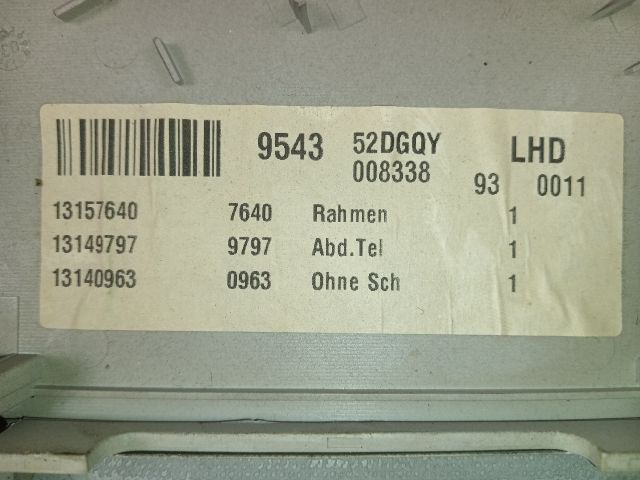 9543 52DGQY LHD
008338 93 0011
13157640 7640 Rahmen 1
13149797 9797 Abd.Tel 1
13140963 0963 Ohne Sch 1